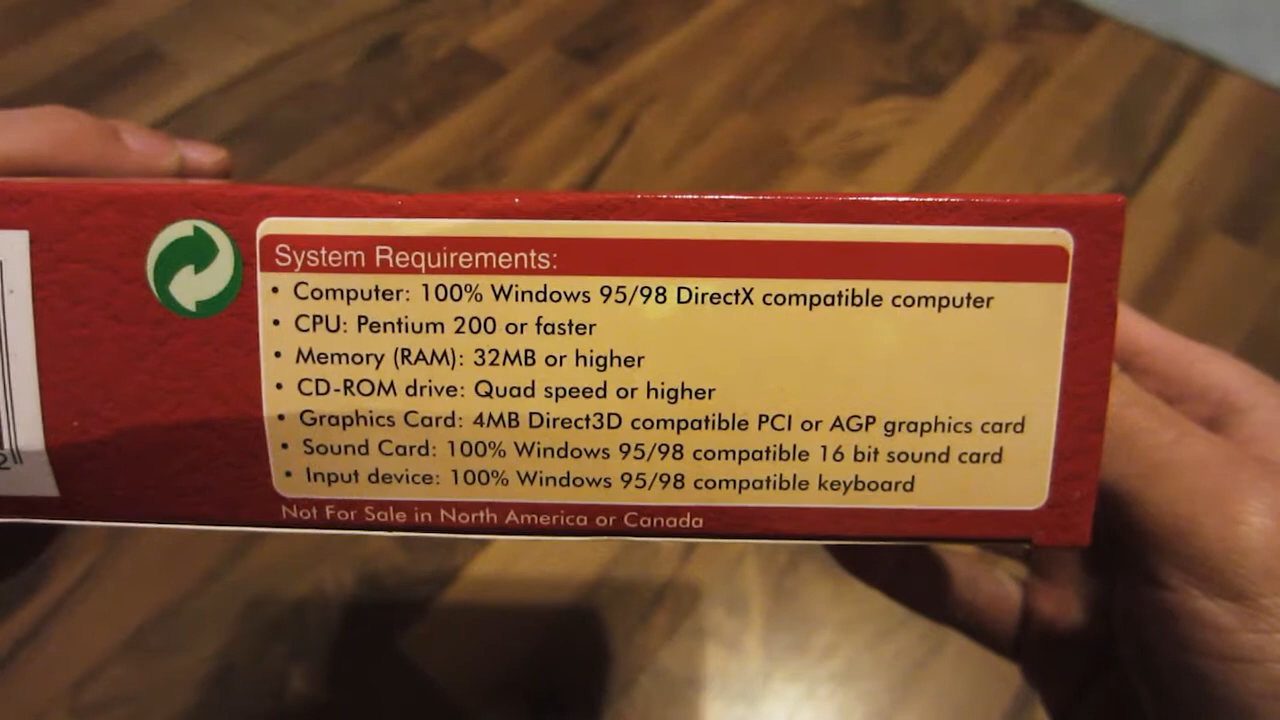 System Requirements:
• Computer: 100% Windows 95/98 DirectX compatible computer
• CPU: Pentium 200 or faster
• Memory (RAM): 32MB or higher
• CD-ROM drive: Quad speed or higher
• Graphics Card: 4MB Direct3D compatible PCI or AGP graphics card
• Sound Card: 100% Windows 95/98 compatible 16 bit sound card
• Input device: 100% Windows 95/98 compatible keyboard
Not For Sale in North America or Canada
2